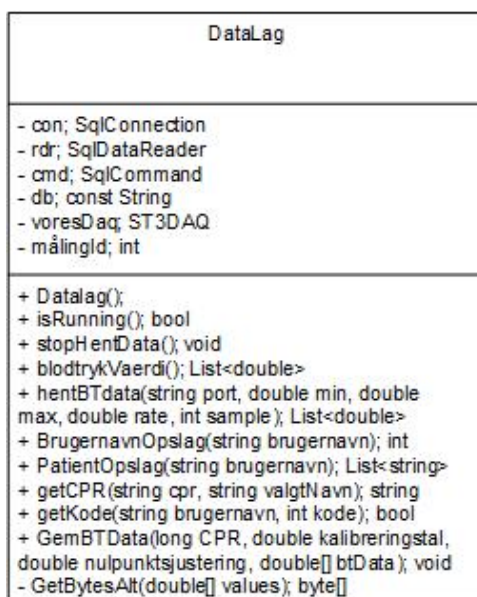 DataLag
- con; SqlConnection
- rdr; SqlDataReader
- cmd; SqlCommand
- db; const String
- voresDaq; ST3DAQ
- målingId; int
+ Datalag();
+ isRunning(); bool
+ stopHentData(); void
+ blodtrykVaerdi(); List<double>
+ hentBTdata(string port, double min, double
max, double rate, int sample); List<double>
+ BrugernavnOpslag(string brugernavn); int
+ PatientOpslag(string brugernavn); List<string>
+ getCPR(string cpr, string valgtNavn); string
+ getKode(string brugernavn, int kode); bool
+ GemBTData(long CPR, double kalibreringstal,
double nulpunktsjustering, double[] btData); void
- GetBytesAlt(double[] values); byte[]